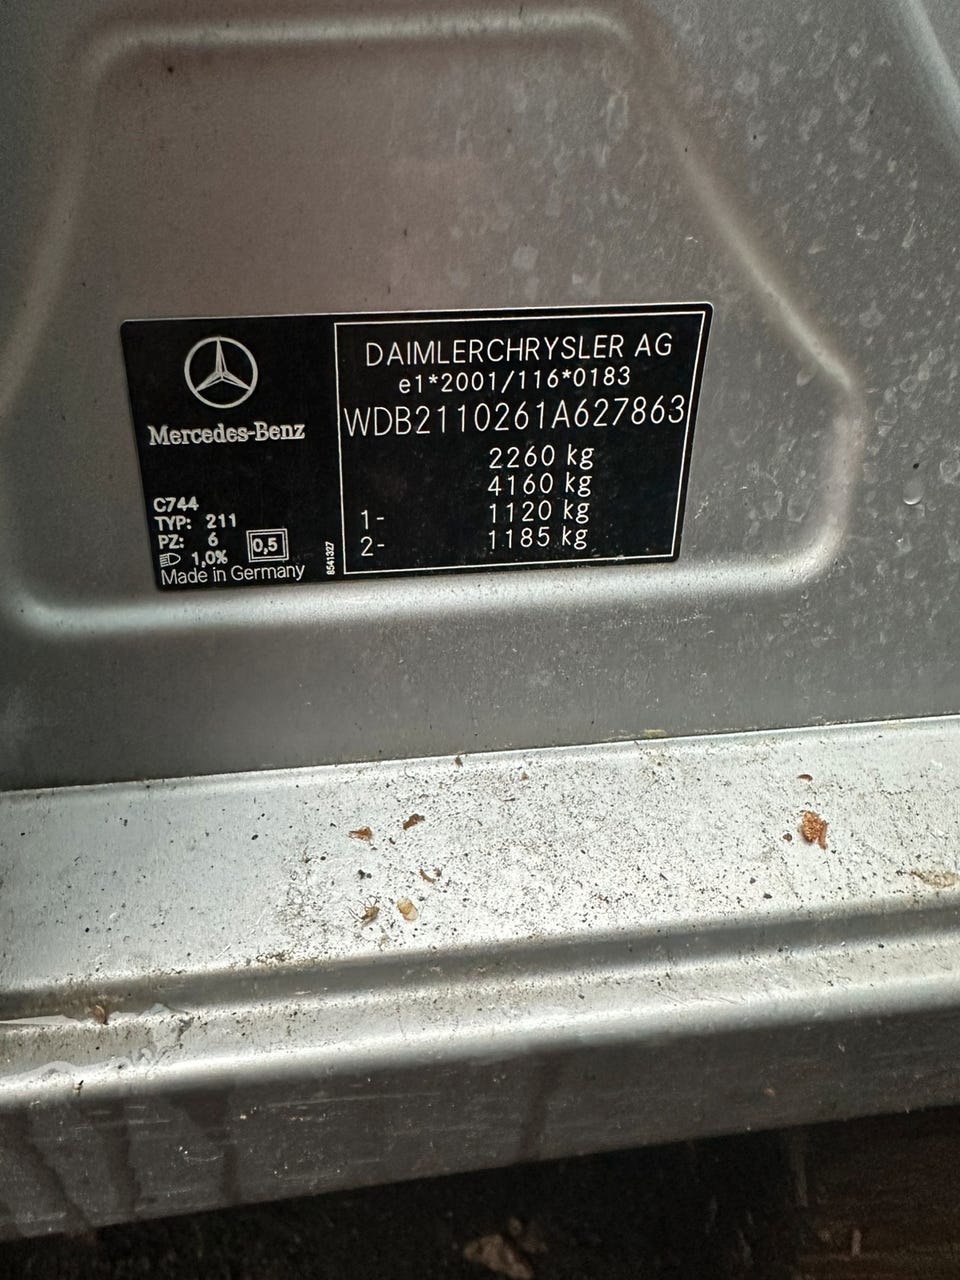 Mercedes-Benz
C744
TYP: 211
PZ: 6
1,0%
0,5
Made in Germany
8541327
DAIMLERCHRYSLER AG
e1*2001/116*0183
WDB2110261A627863
2260 kg
4160 kg
1- 1120 kg
2- 1185 kg